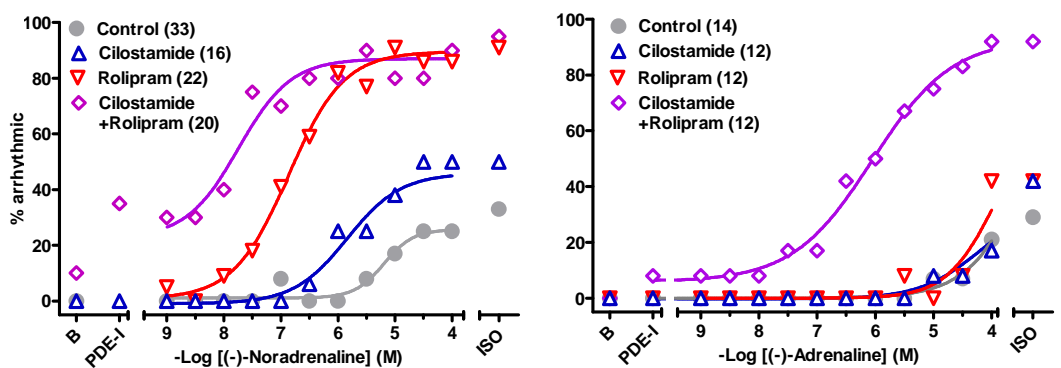 100
80
60
40
20
0
% arrhythmic
Control (33)
Cilostamide (16)
Rolipram (22)
Cilostamide
+Rolipram (20)
B
PDE-I
9
8
7
6
5
4
ISO
-Log [(-)-Noradrenaline] (M)
100
80
60
40
20
0
Control (14)
Cilostamide (12)
Rolipram (12)
Cilostamide
+Rolipram (12)
B
PDE-I
9
8
7
6
5
4
ISO
-Log [(-)-Adrenaline] (M)